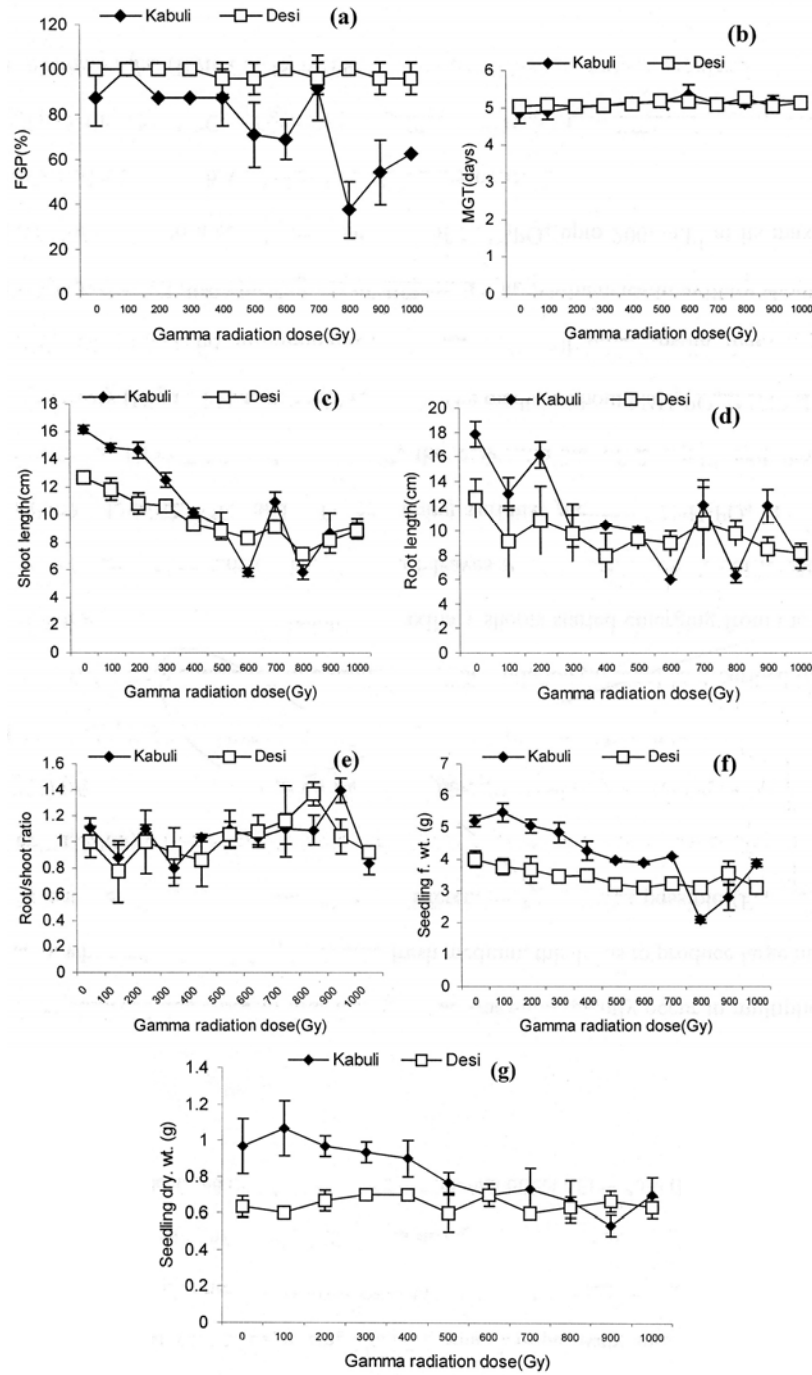 Kabuli Desi (a)
120
100
80
60
40
20
0
FGP(%)
0 100 200 300 400 500 600 700 800 900 1000
Gamma radiation dose(Gy)
Kabuli Desi (b)
6
5
4
3
2
1
0
MGT(days)
0 100 200 300 400 500 600 700 800 900 1000
Gamma radiation dose(Gy)
Kabuli Desi (c)
18
16
14
12
10
8
6
4
2
0
Shoot length(cm)
0 100 200 300 400 500 600 700 800 900 1000
Gamma radiation dose(Gy)
Kabuli Desi (d)
20
18
16
14
12
10
8
6
4
2
0
Root length(cm)
0 100 200 300 400 500 600 700 800 900 1000
Gamma radiation dose(Gy)
Kabuli Desi (e)
1.6
1.4
1.2
1
0.8
0.6
0.4
0.2
0
Root/shoot ratio
0 100 200 300 400 500 600 700 800 900 1000
Gamma radiation dose(Gy)
Kabuli Desi (f)
7
6
5
4
3
2
1
0
Seedling f. wt. (g)
0 100 200 300 400 500 600 700 800 900 1000
Gamma radiation dose(Gy)
Kabuli Desi (g)
1.4
1.2
1
0.8
0.6
0.4
0.2
0
Seedling dry. wt. (g)
0 100 200 300 400 500 600 700 800 900 1000
Gamma radiation dose(Gy)